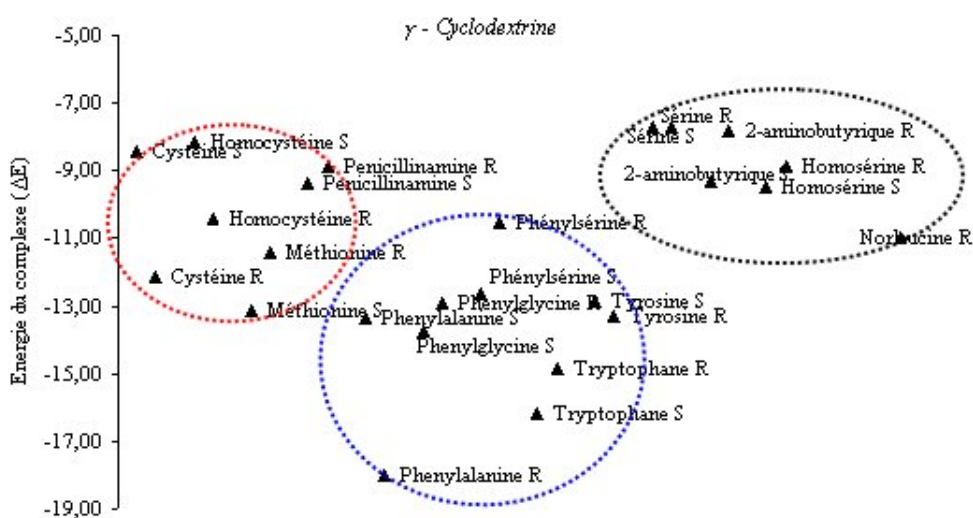 γ - Cyclodextrine
-5,00
-7,00
-9,00
-11,00
-13,00
-15,00
-17,00
-19,00
Energie du complexe (ΔE)
Sérine R
Sérine S
2-aminobutyrique R
Homocystéine S
Cystéine S
Penicillinamine R
Penicillinamine S
2-aminobutyrique S
Homosérine R
Homosérine S
Homocystéine R
Phénylsérine R
Norleucine R
Méthionine R
Cystéine R
Phénylsérine S
Phenylglycine R
Tyrosine S
Méthionine S
Phenylalanine S
Tyrosine R
Phenylglycine S
Tryptophane R
Tryptophane S
Phenylalanine R